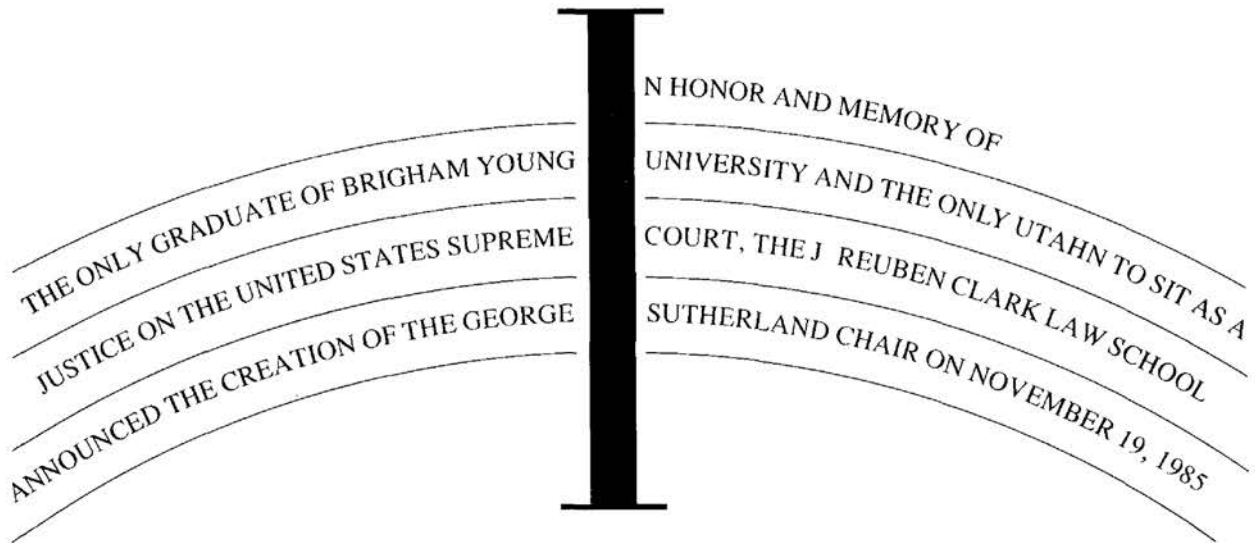 IN HONOR AND MEMORY OF
THE ONLY GRADUATE OF BRIGHAM YOUNG UNIVERSITY AND THE ONLY UTAHN TO SIT AS A
JUSTICE ON THE UNITED STATES SUPREME COURT, THE J REUBEN CLARK LAW SCHOOL
ANNOUNCED THE CREATION OF THE GEORGE SUTHERLAND CHAIR ON NOVEMBER 19, 1985